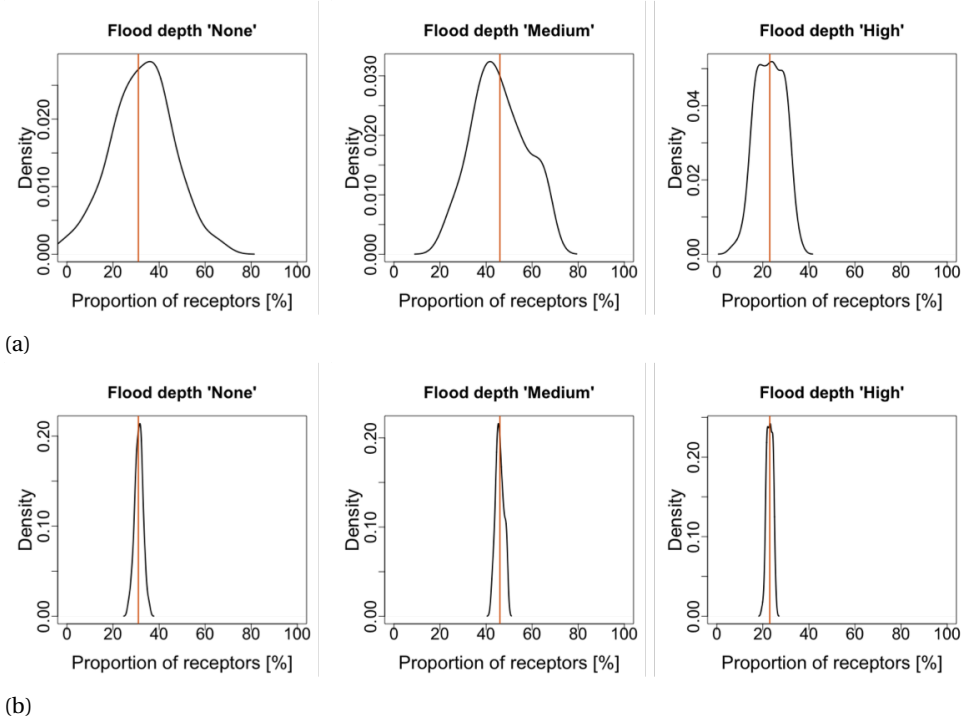 Flood depth 'None'
Density
0.000 0.010 0.020
0 20 40 60 80 100
Proportion of receptors [%]
Flood depth 'Medium'
Density
0.000 0.010 0.020 0.030
0 20 40 60 80 100
Proportion of receptors [%]
Flood depth 'High'
Density
0.00 0.02 0.04
0 20 40 60 80 100
Proportion of receptors [%]
(a)
Flood depth 'None'
Density
0.00 0.10 0.20
0 20 40 60 80 100
Proportion of receptors [%]
Flood depth 'Medium'
Density
0.00 0.10 0.20
0 20 40 60 80 100
Proportion of receptors [%]
Flood depth 'High'
Density
0.00 0.10 0.20
0 20 40 60 80 100
Proportion of receptors [%]
(b)